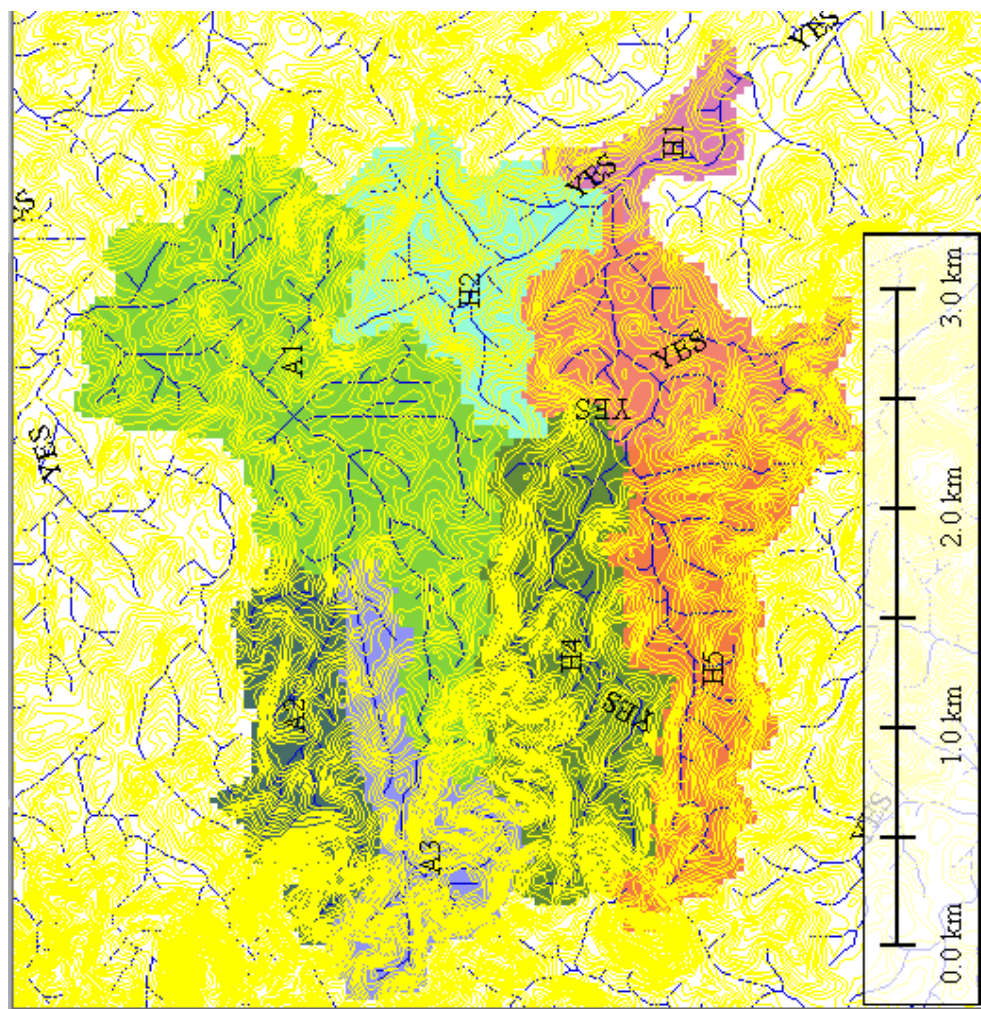 YES
H1
YES
H2
3.0 km
A1
YES
YES
YES
2.0 km
H4
H5
A2
YES
1.0 km
YES
A3
0.0 km